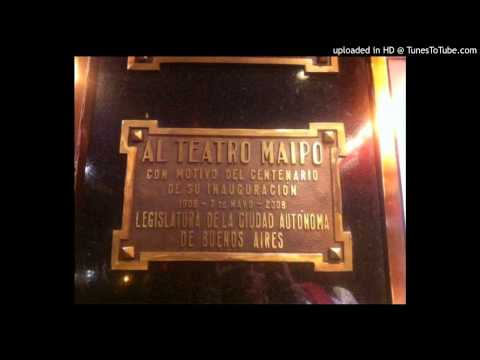 uploaded in HD @ TunesToTube.com
AL TEATRO MAIPO
CON MOTIVO DEL CENTENARIO
DE SU INAUGURACIÓN
1908 - 7 DE MAYO - 2008
LEGISLATURA DE LA CIUDAD AUTÓNOMA
DE BUENOS AIRES